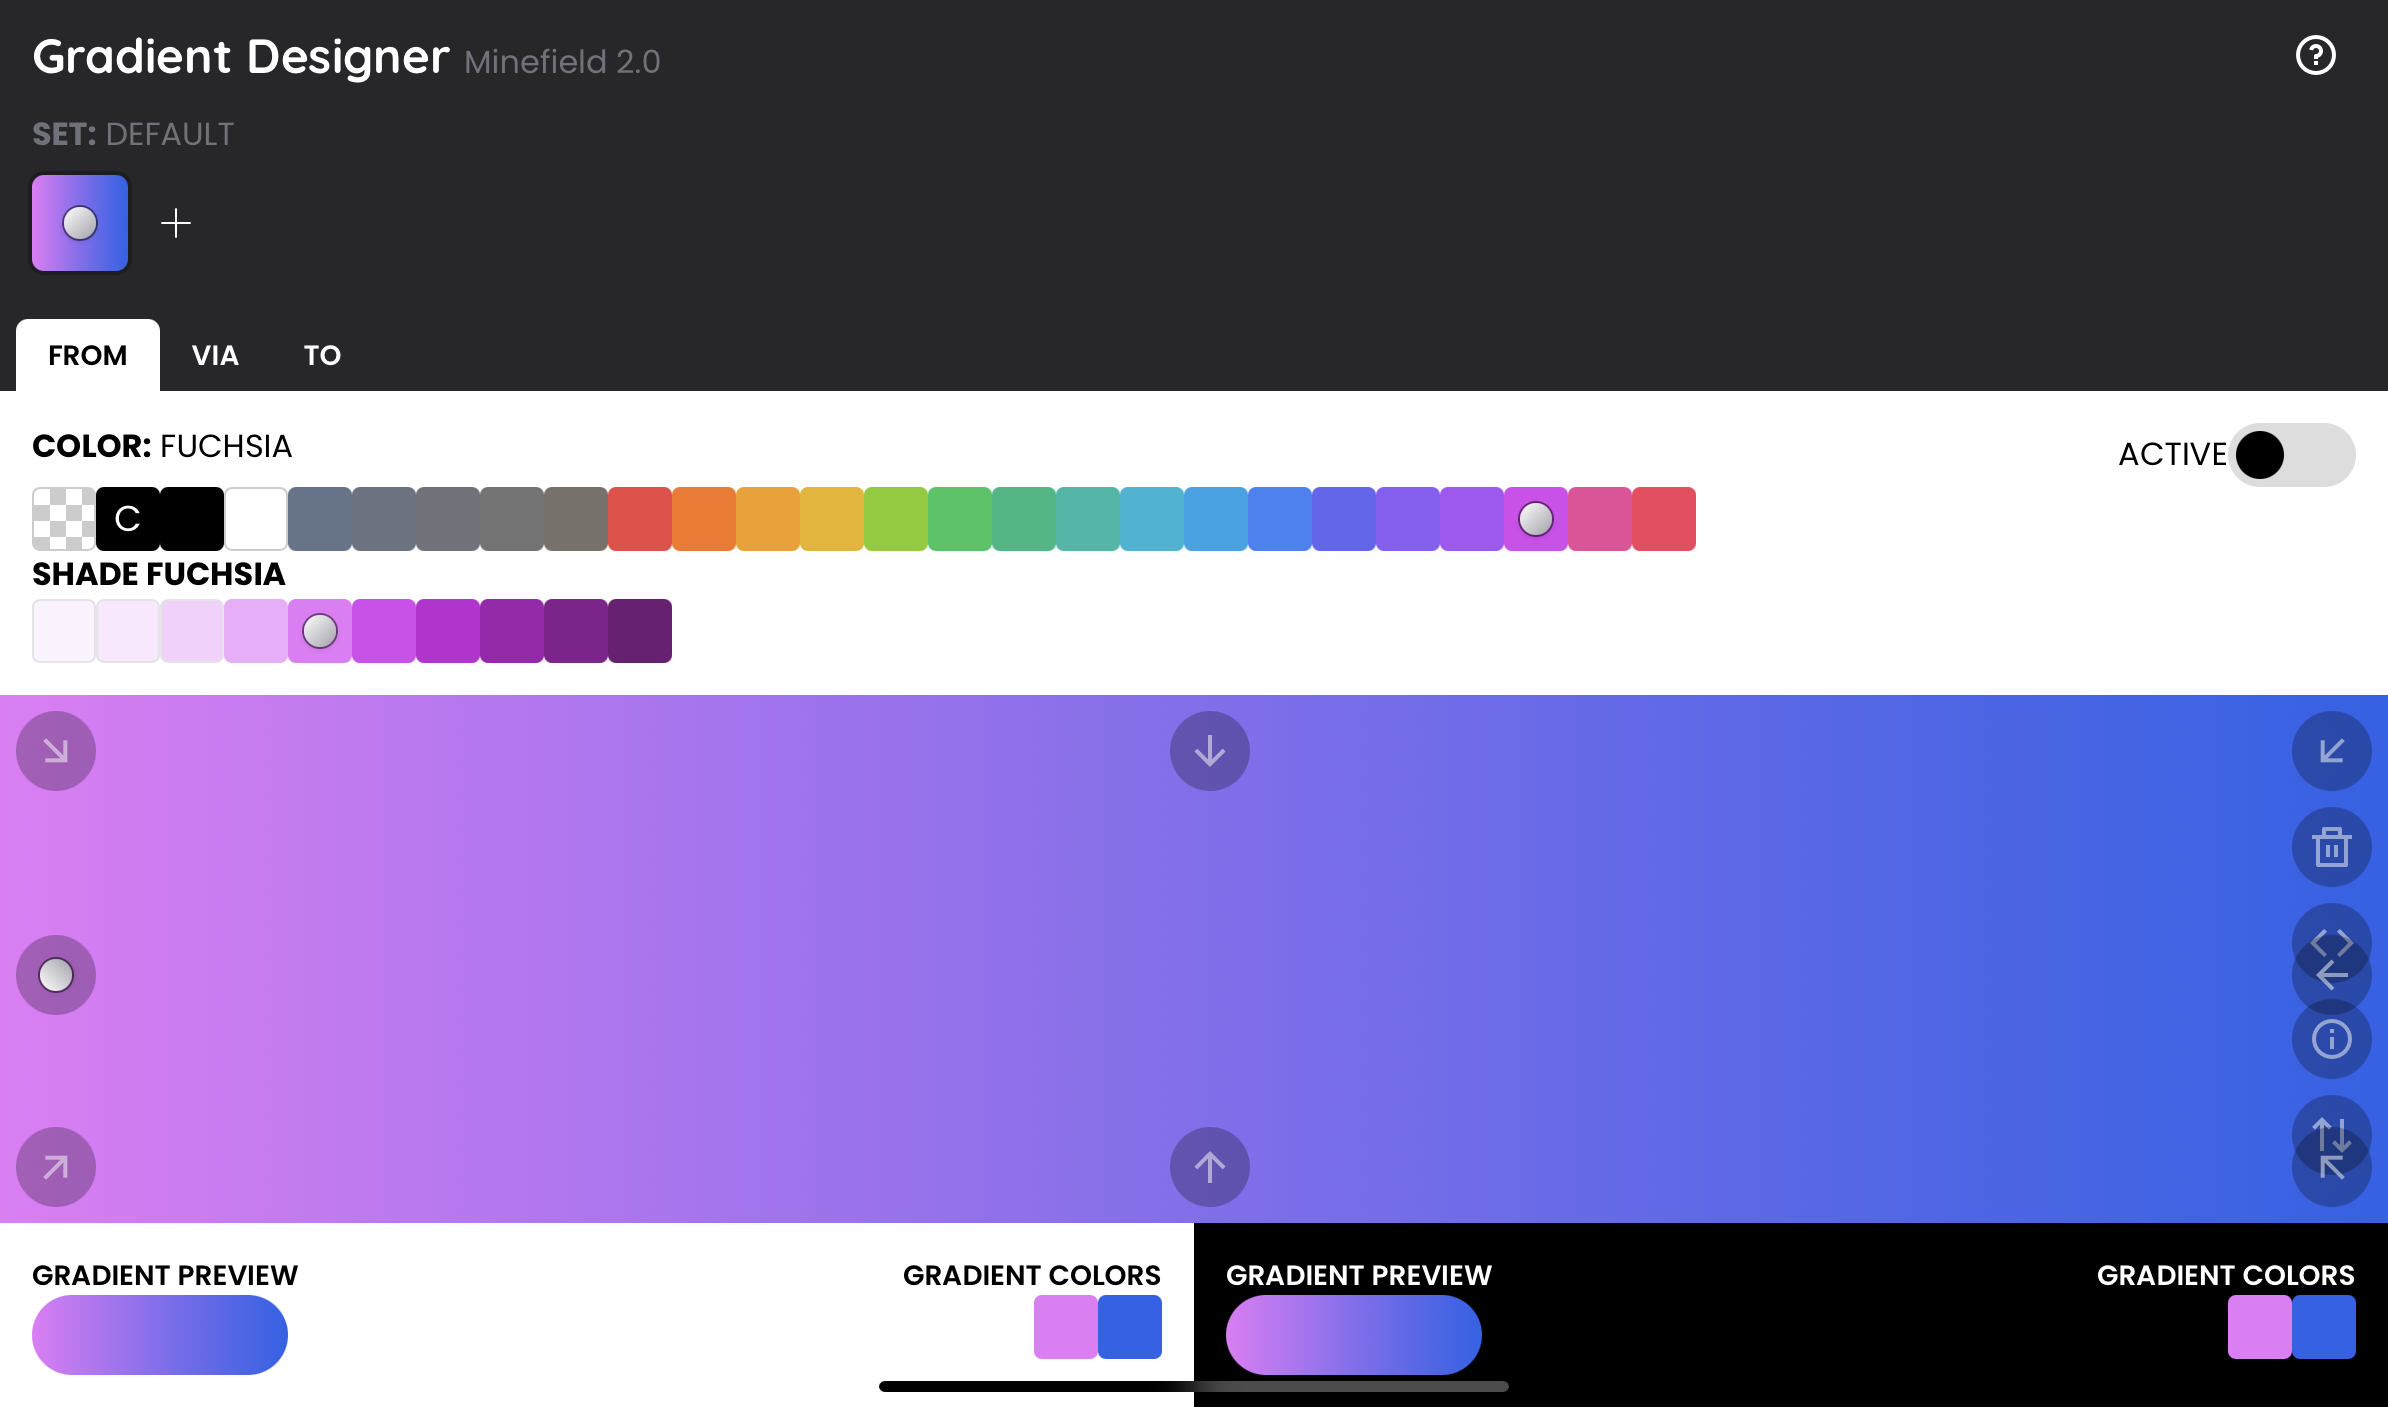 Gradient Designer Minefield 2.0
SET: DEFAULT
FROM VIA TO
COLOR: FUCHSIA
ACTIVE
C
SHADE FUCHSIA
GRADIENT PREVIEW
GRADIENT COLORS
GRADIENT PREVIEW
GRADIENT COLORS